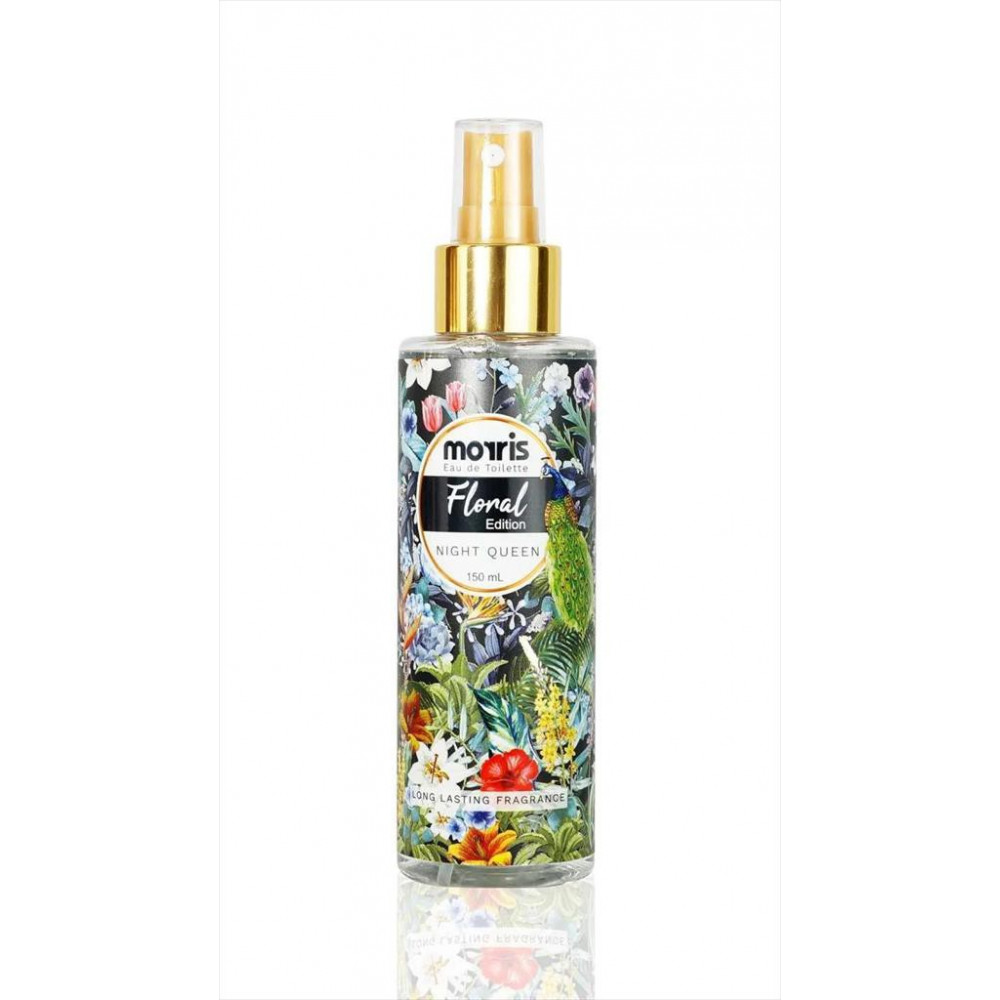 morris
Eau de Toilette
Floral
Edition
NIGHT QUEEN
150 mL
LONG LASTING FRAGRANCE